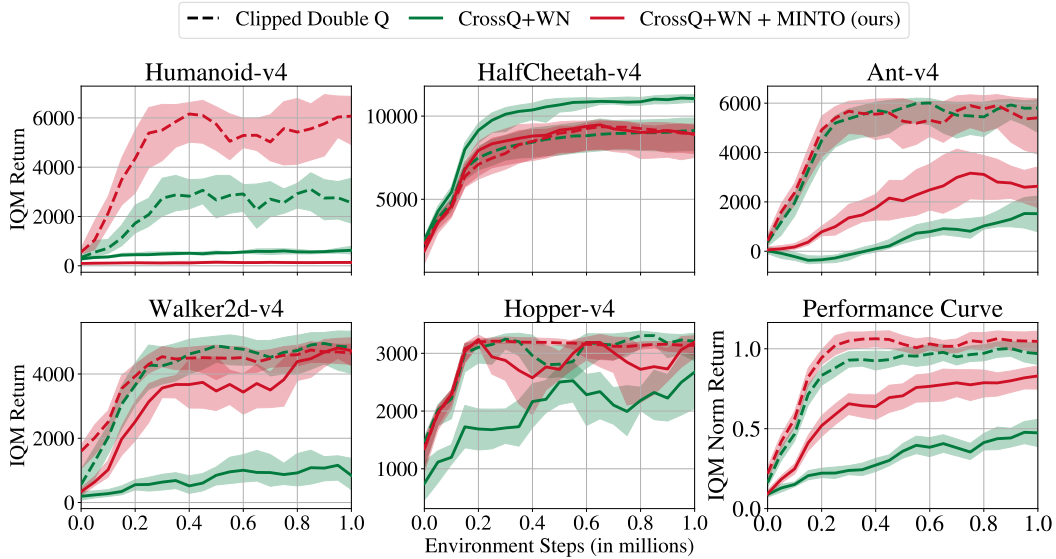 Clipped Double Q CrossQ+WN CrossQ+WN + MINTO (ours)
Humanoid-v4 HalfCheetah-v4 Ant-v4
IQM Return
6000
4000
2000
0
10000
5000
6000
4000
2000
0
Walker2d-v4 Hopper-v4 Performance Curve
IQM Return
4000
2000
0
3000
2000
1000
IQM Norm Return
1.0
0.5
0.0
0.0 0.2 0.4 0.6 0.8 1.0
0.0 0.2 0.4 0.6 0.8 1.0
0.0 0.2 0.4 0.6 0.8 1.0
Environment Steps (in millions)